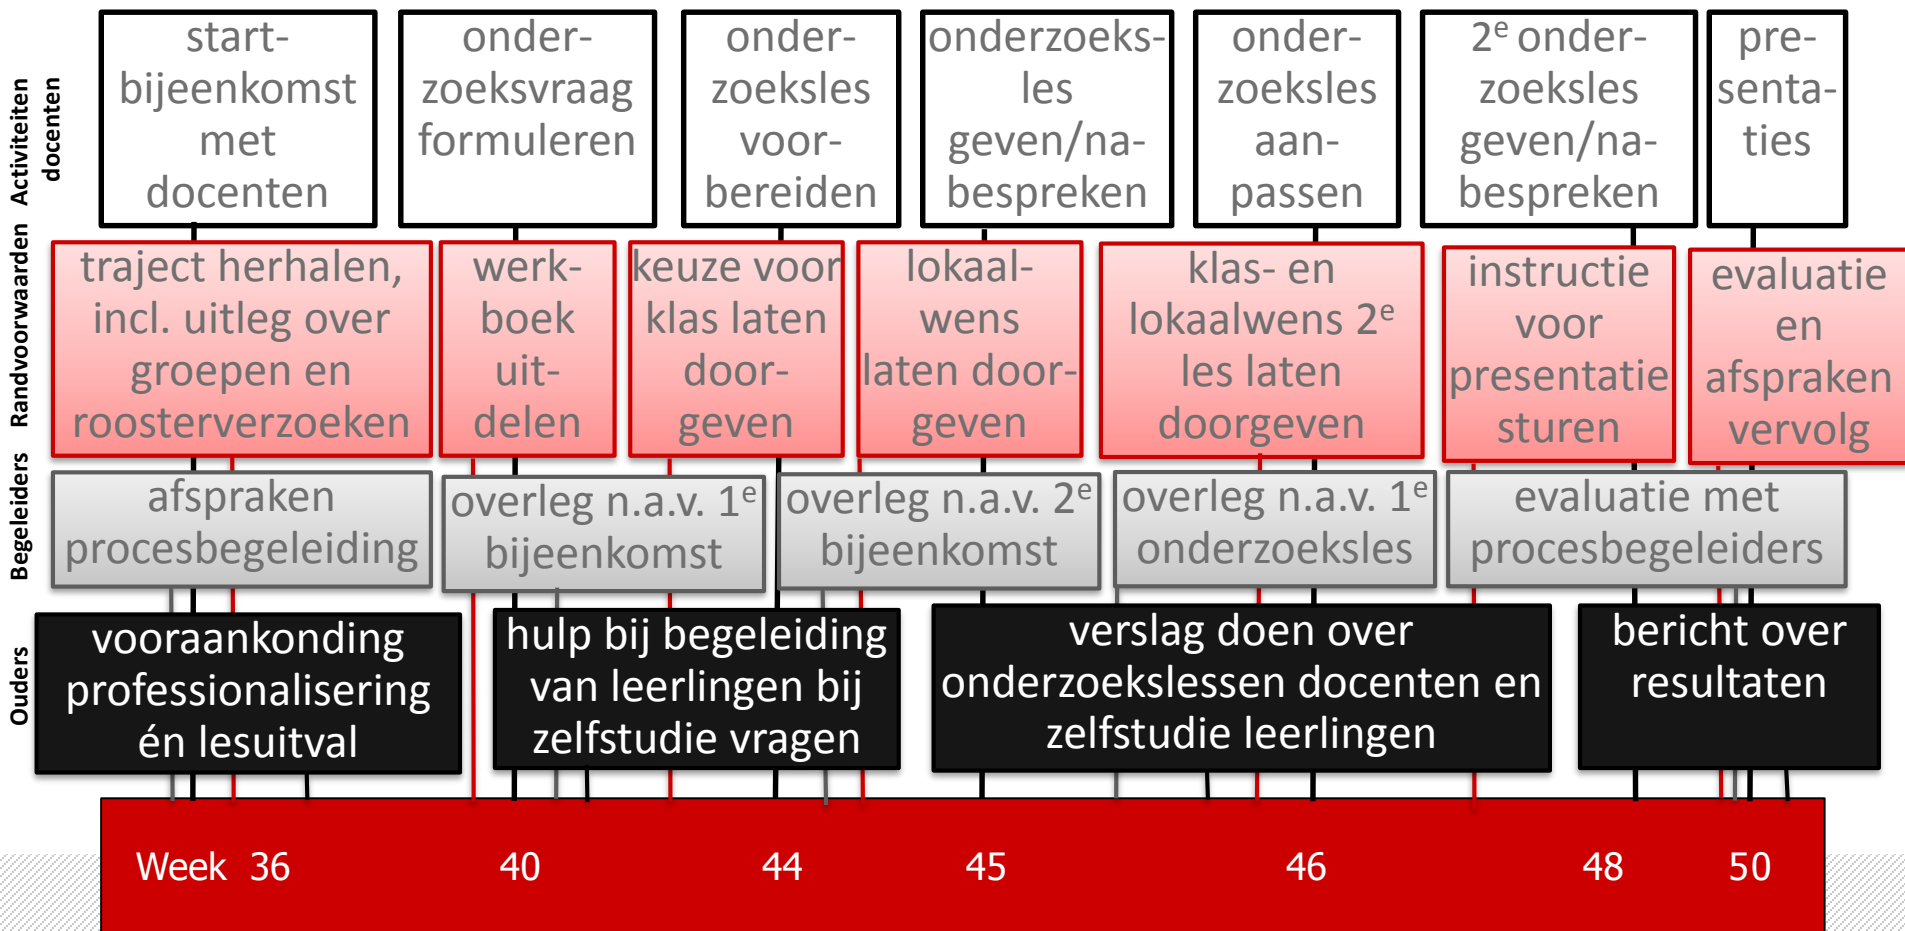 Activiteiten
docenten
start-
bijeenkomst
met
docenten
onder-
zoeksvraag
formuleren
onder-
zoeksles
voor-
bereiden
onderzoeks-
les
geven/na-
bespreken
onder-
zoeksles
aan-
passen
2e onder-
zoeksles
geven/na-
bespreken
pre-
senta-
ties
Randvoorwaarden
traject herhalen,
incl. uitleg over
groepen en
roosterverzoeken
werk-
boek
uit-
delen
keuze voor
klas laten
door-
geven
lokaal-
wens
laten door-
geven
klas- en
lokaalwens 2e
les laten
doorgeven
instructie
voor
presentatie
sturen
evaluatie
en
afspraken
vervolg
Begeleiders
afspraken
procesbegeleiding
overleg n.a.v. 1e
bijeenkomst
overleg n.a.v. 2e
bijeenkomst
overleg n.a.v. 1e
onderzoeksles
evaluatie met
procesbegeleiders
Ouders
vooraankonding
professionalisering
én lesuitval
hulp bij begeleiding
van leerlingen bij
zelfstudie vragen
verslag doen over
onderzoekslessen docenten en
zelfstudie leerlingen
bericht over
resultaten
Week 36 40 44 45 46 48 50